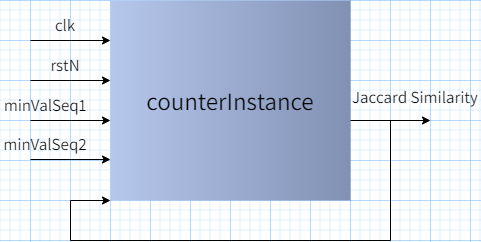 clk
rstN
minValSeq1
minValSeq2
counterInstance
Jaccard Similarity